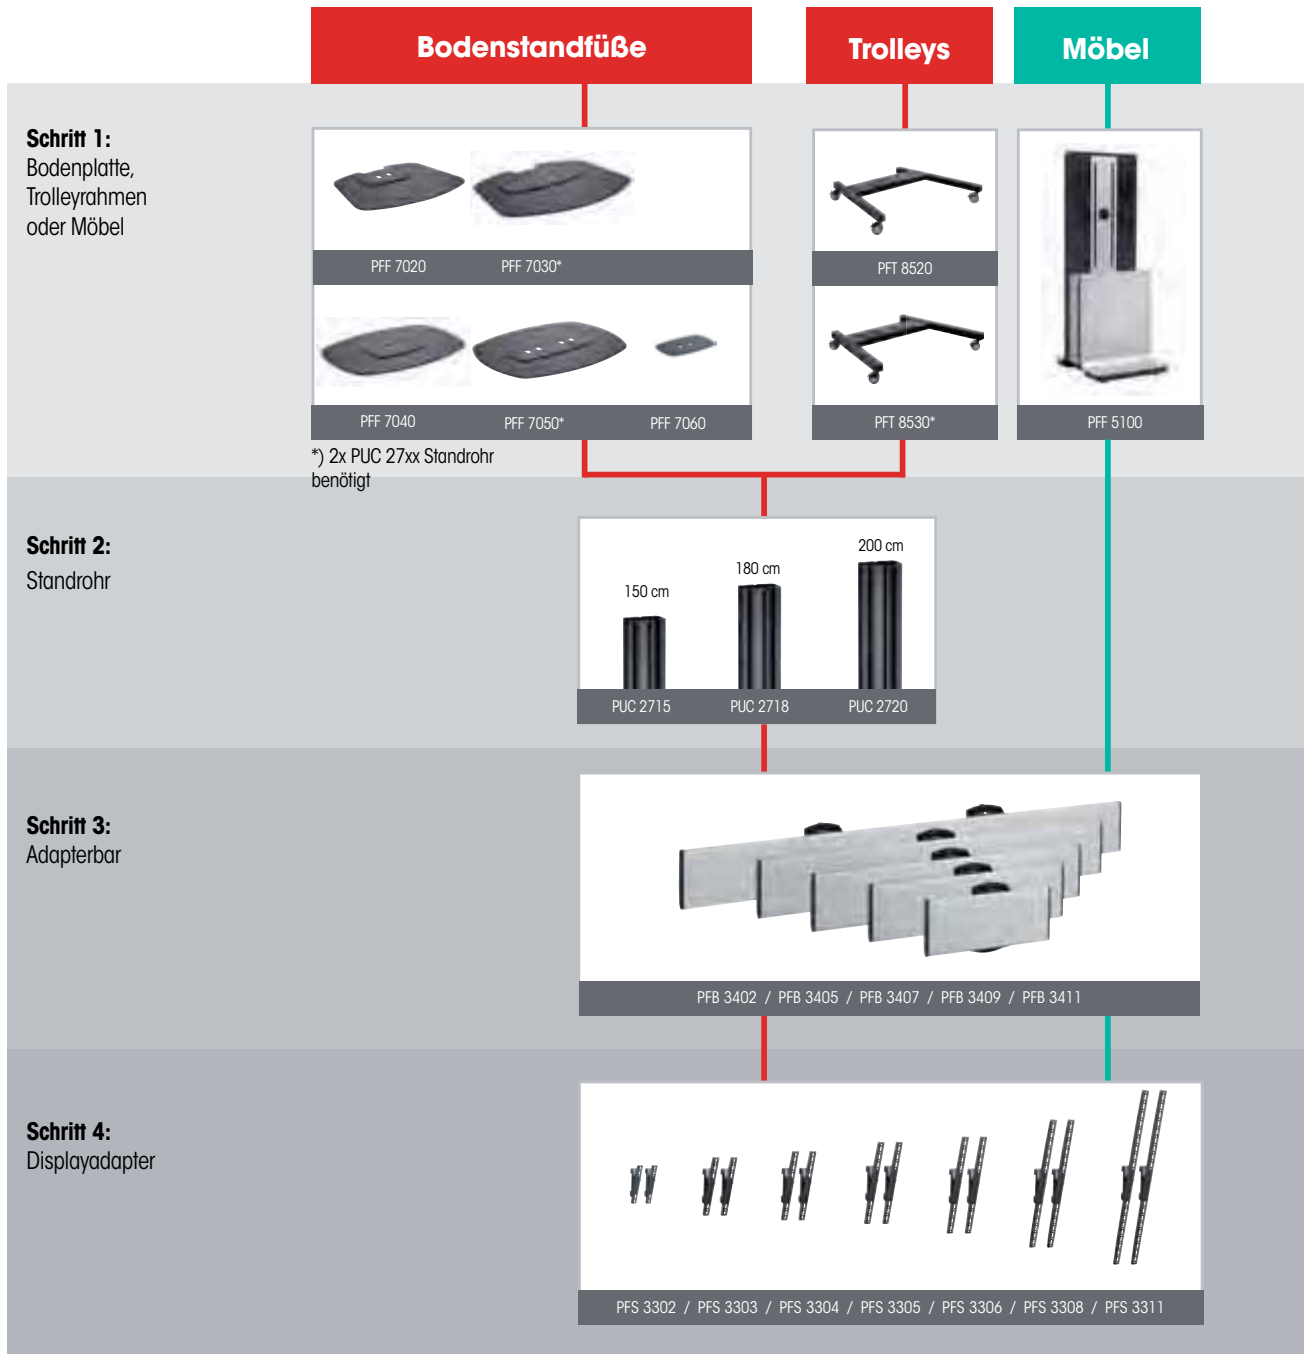 Bodenstandfüße
Trolleys
Möbel
Schritt 1:
Bodenplatte,
Trolleyrahmen
oder Möbel
PFF 7020
PFF 7030*
PFT 8520
PFF 7040
PFF 7050*
PFF 7060
PFT 8530*
PFF 5100
*) 2x PUC 27xx Standrohr
benötigt
Schritt 2:
Standrohr
150 cm
180 cm
200 cm
PUC 2715
PUC 2718
PUC 2720
Schritt 3:
Adapterbar
PFB 3402 / PFB 3405 / PFB 3407 / PFB 3409 / PFB 3411
Schritt 4:
Displayadapter
PFS 3302 / PFS 3303 / PFS 3304 / PFS 3305 / PFS 3306 / PFS 3308 / PFS 3311